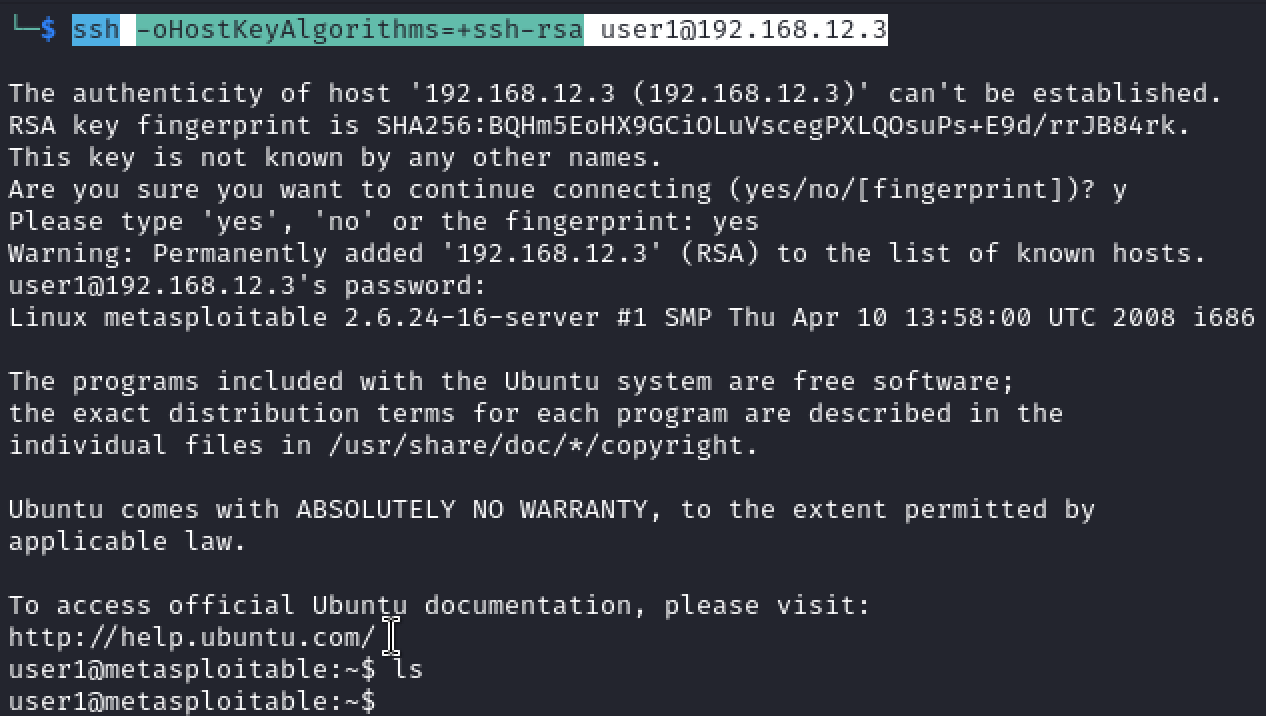 └─$ ssh -oHostKeyAlgorithms=+ssh-rsa user1@192.168.12.3
The authenticity of host '192.168.12.3 (192.168.12.3)' can't be established.
RSA key fingerprint is SHA256:BQHm5EoHX9GCiOLuVscegPXLQOsuPs+E9d/rrJB84rk.
This key is not known by any other names.
Are you sure you want to continue connecting (yes/no/[fingerprint])? y
Please type 'yes', 'no' or the fingerprint: yes
Warning: Permanently added '192.168.12.3' (RSA) to the list of known hosts.
user1@192.168.12.3's password:
Linux metasploitable 2.6.24-16-server #1 SMP Thu Apr 10 13:58:00 UTC 2008 i686
The programs included with the Ubuntu system are free software;
the exact distribution terms for each program are described in the
individual files in /usr/share/doc/*/copyright.
Ubuntu comes with ABSOLUTELY NO WARRANTY, to the extent permitted by
applicable law.
To access official Ubuntu documentation, please visit:
http://help.ubuntu.com/
user1@metasploitable:~$ ls
user1@metasploitable:~$